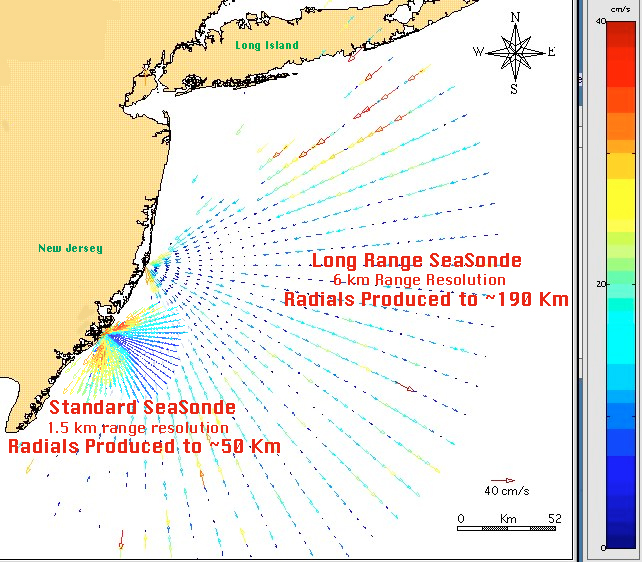 cm/s
40
N
Long Island
W E
S
New Jersey
Long Range SeaSonde
6 km Range Resolution
Radials Produced to ~190 Km
20
Standard SeaSonde
1.5 km range resolution
Radials Produced to ~50 Km
40 cm/s
0 Km 52
0